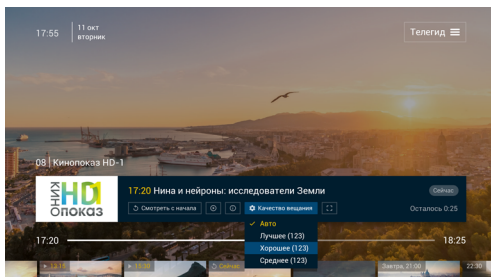 17:55
11 окт
вторник
Телегид
08 Кинопоказ HD-1
КИН HD1
ОПОКАЗ
17:20 Нина и нейроны: исследователи Земли
Сейчас
Смотреть с начала
Качество вещания
Осталось 0:25
Авто
Лучшее (123)
Хорошее (123)
Среднее (123)
17:20
18:25
Сейчас
Завтра, 21:00
22:30